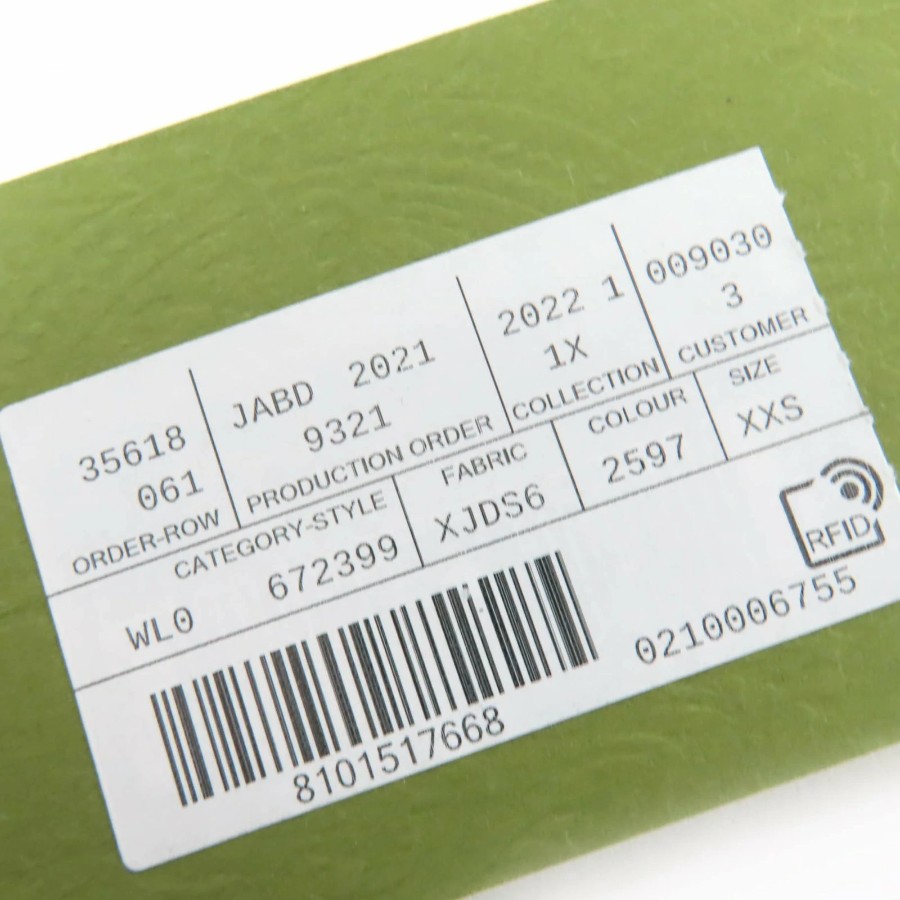 35618 JABD 2021 2022 1 009030
061 9321 1X 3
ORDER-ROW PRODUCTION ORDER COLLECTION CUSTOMER
CATEGORY-STYLE FABRIC COLOUR SIZE
WL0 672399 XJDS6 2597 XXS
RFID
8101517668 0210006755